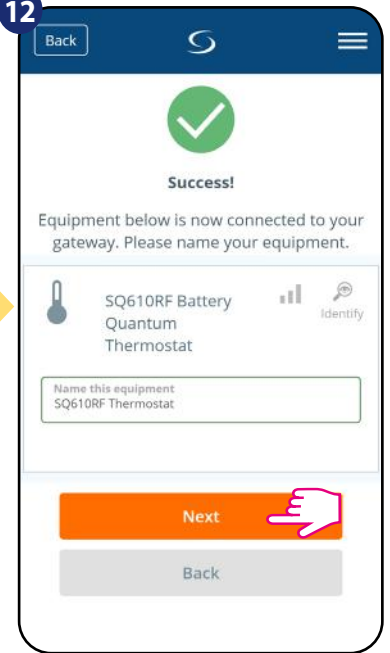 12
Back
Success!
Equipment below is now connected to your
gateway. Please name your equipment.
SQ610RF Battery
Quantum
Thermostat
Identify
Name this equipment
SQ610RF Thermostat
Next
Back